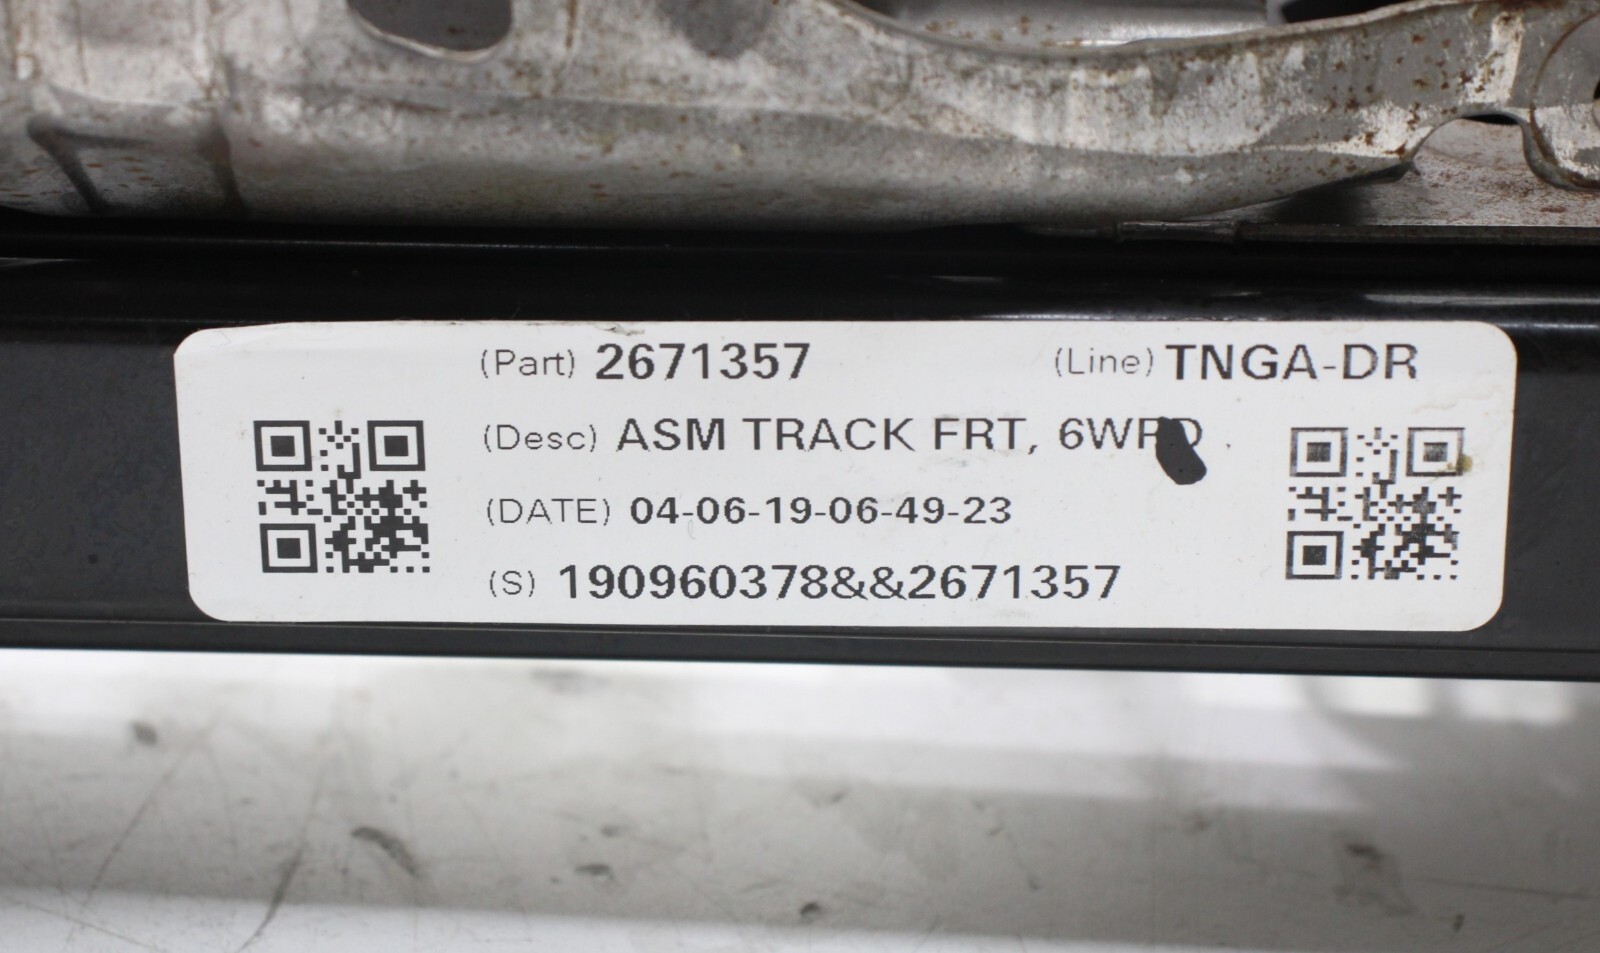 (Part) 2671357 (Line) TNGA-DR
(Desc) ASM TRACK FRT,
(DATE) 04-06-19-06-49-23
(S) 190960378&&2671357